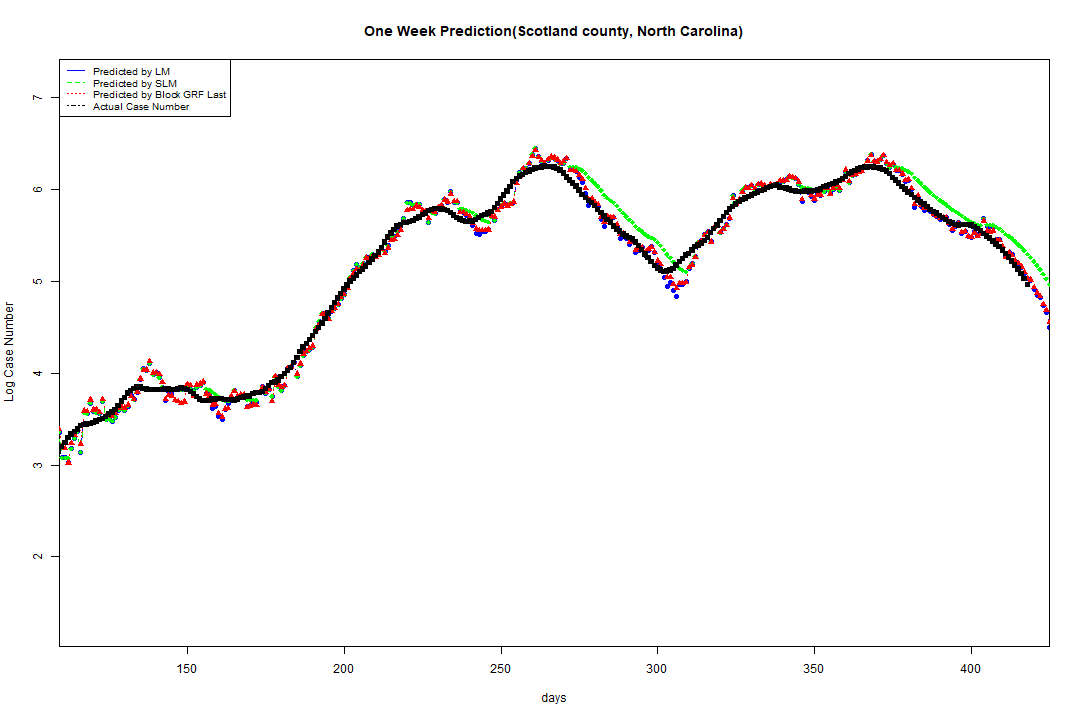 One Week Prediction(Scotland county, North Carolina)
Predicted by LM
Predicted by SLM
Predicted by Block GRF Last
Actual Case Number
7
6
5
4
3
2
Log Case Number
150 200 250 300 350 400
days